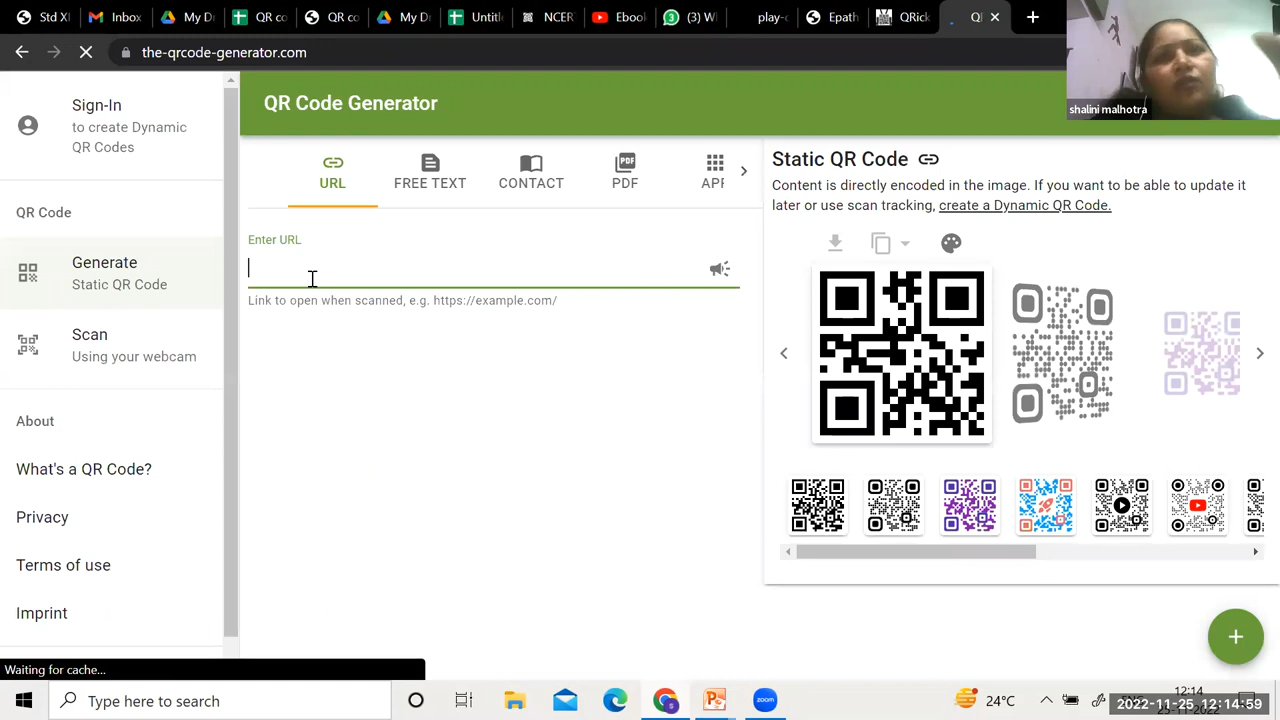 Std XI
Inbox
My D
QR co
QR co
My D
Untitl
NCER
Eboo
(3) W
play-c
Epath
QRick
the-qrcode-generator.com
shalini malhotra
Sign-In
to create Dynamic
QR Codes
QR Code
Generate
Static QR Code
Scan
Using your webcam
About
What's a QR Code?
Privacy
Terms of use
Imprint
QR Code Generator
URL
FREE TEXT
CONTACT
PDF
PDF
APP
Enter URL
Link to open when scanned, e.g. https://example.com/
Static QR Code
Content is directly encoded in the image. If you want to be able to update it
later or use scan tracking, create a Dynamic QR Code.
Waiting for cache...
Type here to search
zoom
24°C
12:14
2022-11-25 12:14:59